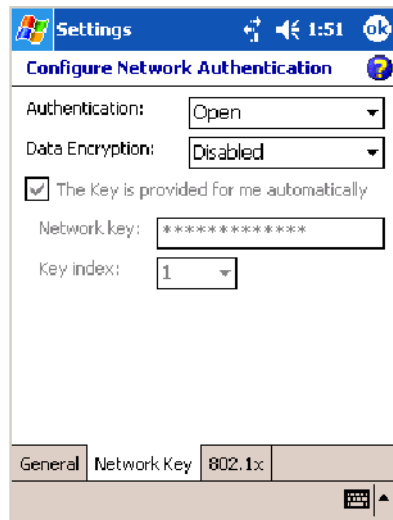 Settings 1:51 ok
Configure Network Authentication ?
Authentication: Open
Data Encryption: Disabled
The Key is provided for me automatically
Network key: *************
Key index: 1
General Network Key 802.1x